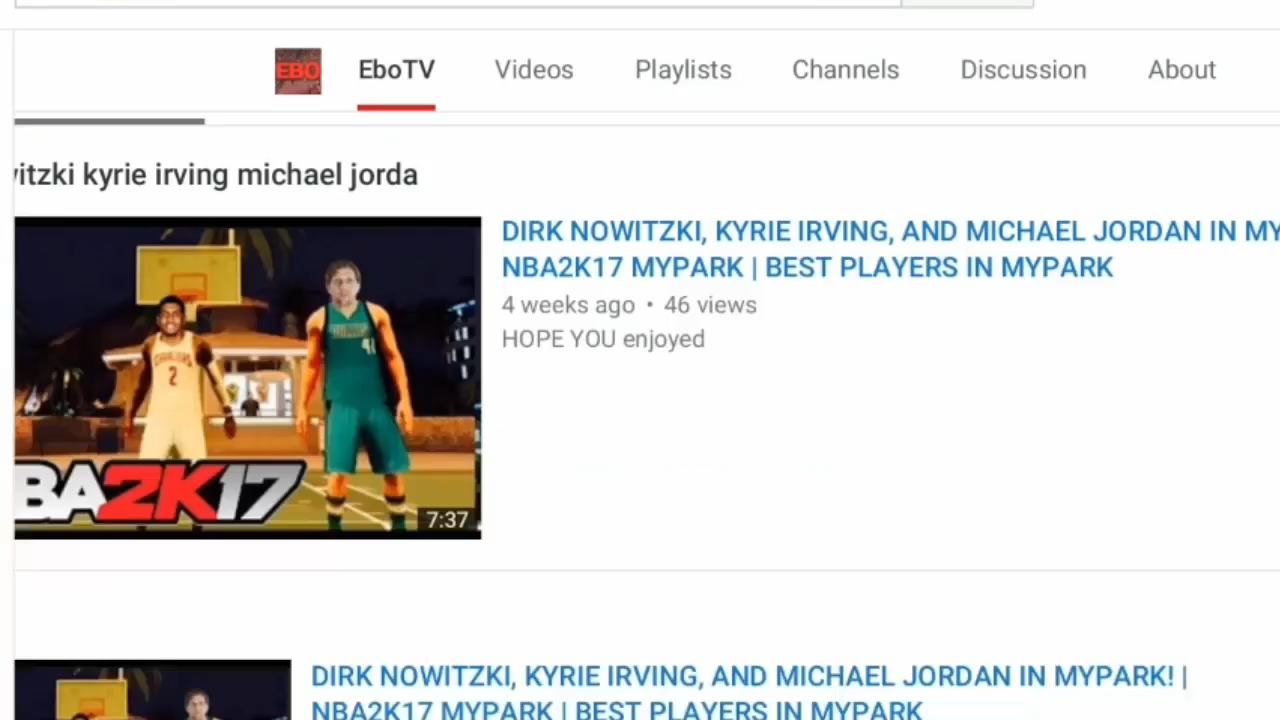 EBO EboTV Videos Playlists Channels Discussion About
itzki kyrie irving michael jorda
DIRK NOWITZKI, KYRIE IRVING, AND MICHAEL JORDAN IN MY
NBA2K17 MYPARK | BEST PLAYERS IN MYPARK
4 weeks ago • 46 views
HOPE YOU enjoyed
2
41
BA2K17
7:37
DIRK NOWITZKI, KYRIE IRVING, AND MICHAEL JORDAN IN MYPARK! |
NBA2K17 MYPARK | BEST PLAYERS IN MYPARK